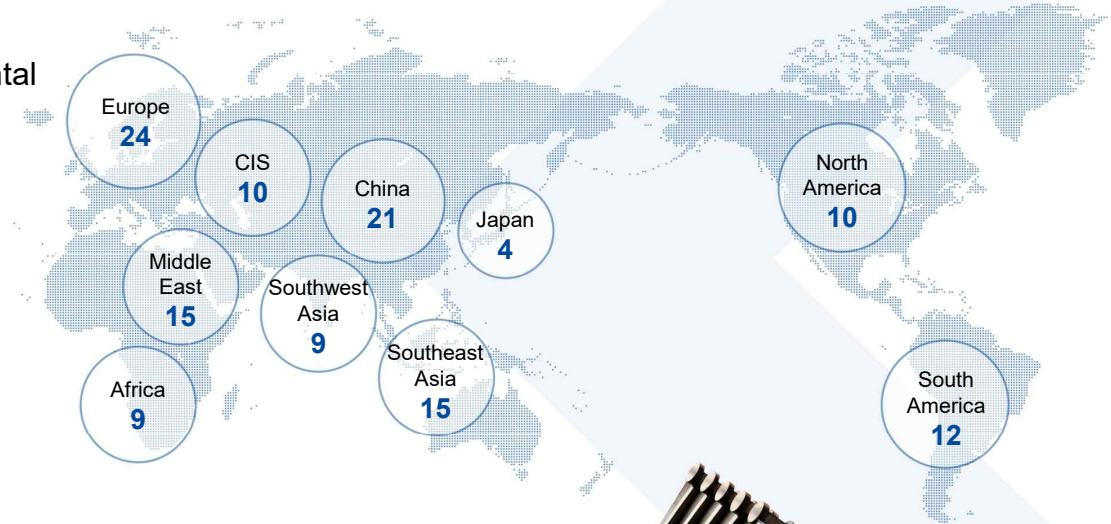 Europe
24
CIS
10
China
21
Japan
4
North
America
10
Middle
East
15
Southwest
Asia
9
Southeast
Asia
15
Africa
9
South
America
12